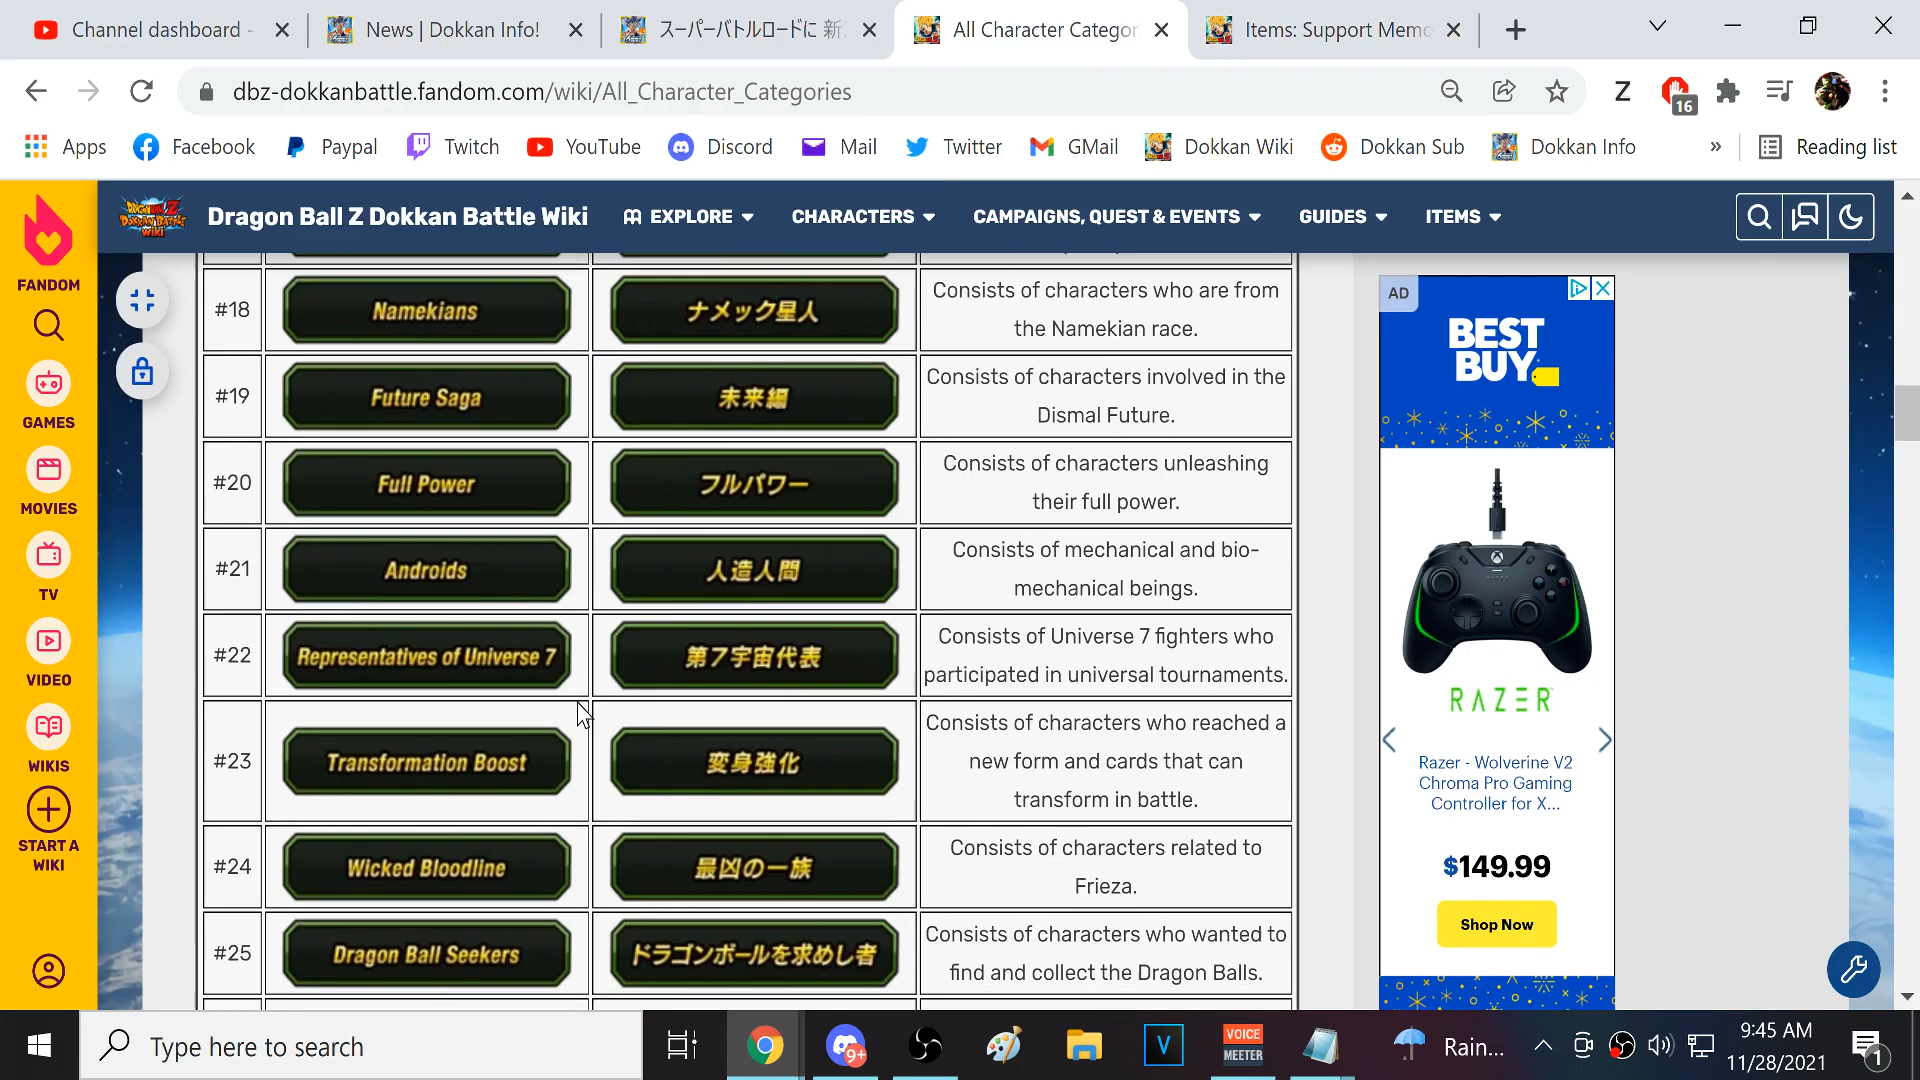 Channel dashboard -
News | Dokkan Info!
スーパーバトルロードに 新
All Character Categor
Items: Support Memo
dbz-dokkanbattle.fandom.com/wiki/All_Character_Categories
Z
16
Apps
Facebook
Paypal
Twitch
YouTube
Discord
Mail
Twitter
GMail
Dokkan Wiki
Dokkan Sub
Dokkan Info
»
Reading list
Dragon Ball Z Dokkan Battle Wiki
EXPLORE
CHARACTERS
CAMPAIGNS, QUEST & EVENTS
GUIDES
ITEMS
FANDOM
GAMES
MOVIES
TV
VIDEO
WIKIS
START A
WIKI
#18
Namekians
ナメック星人
Consists of characters who are from
the Namekian race.
#19
Future Saga
未来編
Consists of characters involved in the
Dismal Future.
#20
Full Power
フルパワー
Consists of characters unleashing
their full power.
#21
Androids
人造人間
Consists of mechanical and bio-
mechanical beings.
#22
Representatives of Universe 7
第7宇宙代表
Consists of Universe 7 fighters who
participated in universal tournaments.
#23
Transformation Boost
変身強化
Consists of characters who reached a
new form and cards that can
transform in battle.
#24
Wicked Bloodline
最凶の一族
Consists of characters related to
Frieza.
#25
Dragon Ball Seekers
ドラゴンボールを求めし者
Consists of characters who wanted to
find and collect the Dragon Balls.
AD
BEST
BUY
RAZER
Razer - Wolverine V2
Chroma Pro Gaming
Controller for X...
$149.99
Shop Now
Type here to search
9+
V
VOICE
MEETER
Rain...
9:45 AM
11/28/2021
1